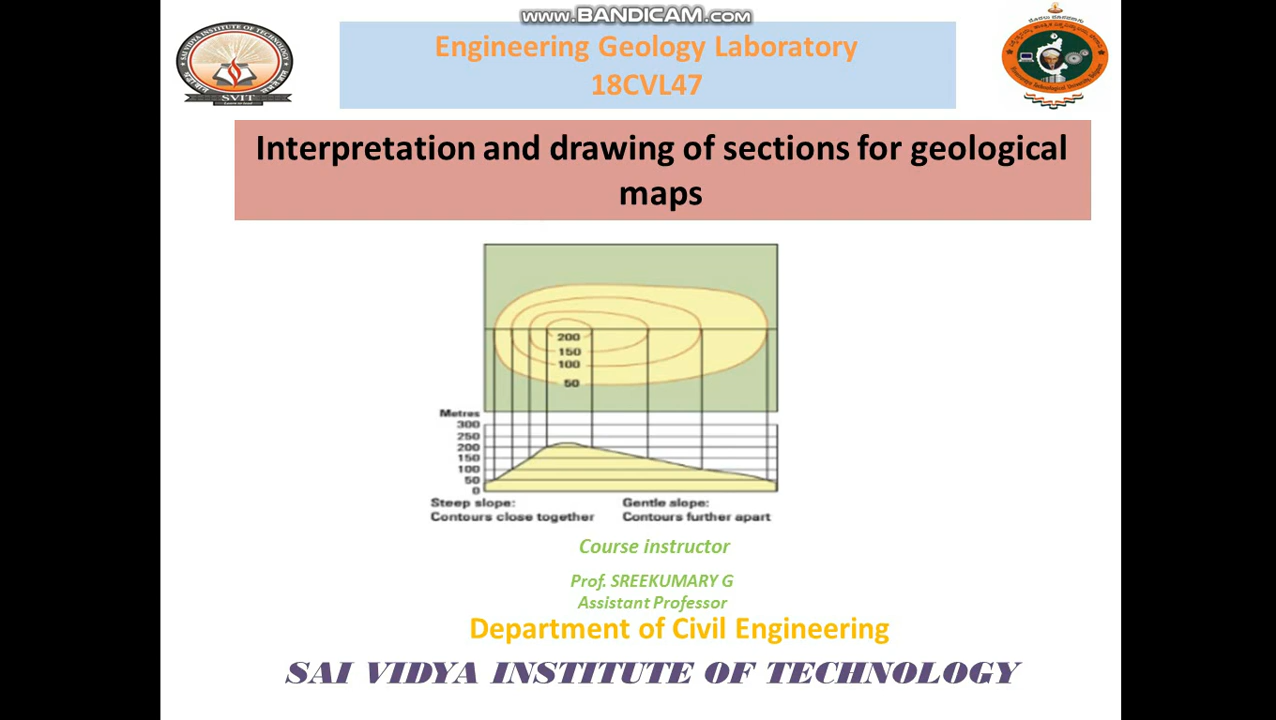 www.BANDICAM.com
Engineering Geology Laboratory
18CVL47
SVIT
Interpretation and drawing of sections for geological
maps
200
150
100
50
Metres
300
250
200
150
100
50
0
Steep slope: Gentle slope:
Contours close together Contours further apart
Course instructor
Prof. SREEKUMARY G
Assistant Professor
Department of Civil Engineering
SAI VIDYA INSTITUTE OF TECHNOLOGY